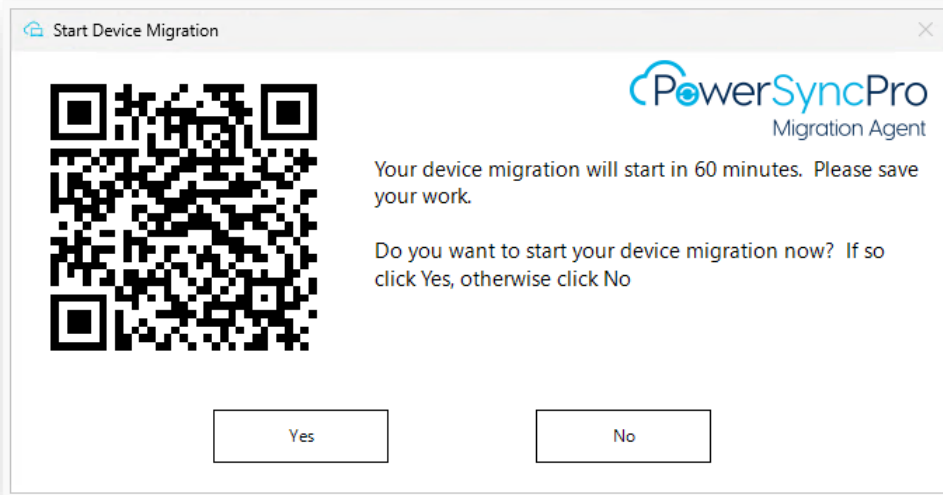 Start Device Migration
PowerSyncPro
Migration Agent
Your device migration will start in 60 minutes.  Please save
your work.
Do you want to start your device migration now?  If so
click Yes, otherwise click No
Yes
No